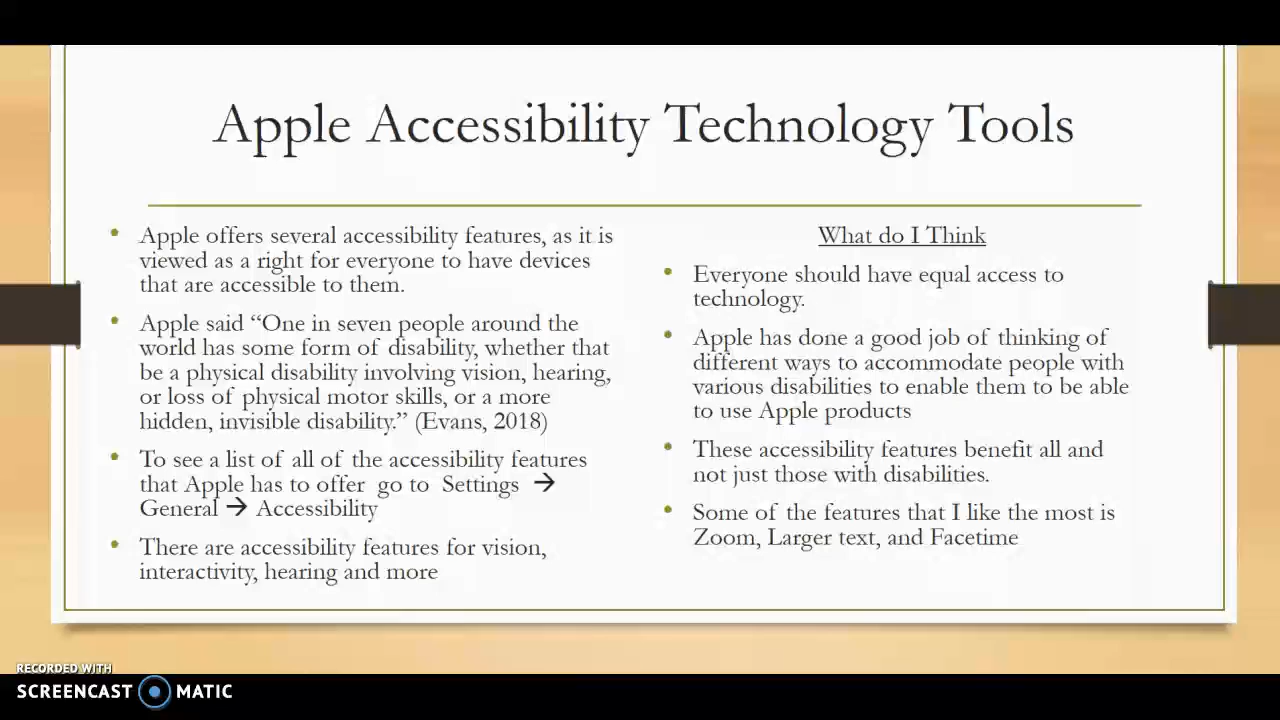 Apple Accessibility Technology Tools
• Apple offers several accessibility features, as it is
viewed as a right for everyone to have devices
that are accessible to them.
• Apple said “One in seven people around the
world has some form of disability, whether that
be a physical disability involving vision, hearing,
or loss of physical motor skills, or a more
hidden, invisible disability.” (Evans, 2018)
• To see a list of all of the accessibility features
that Apple has to offer go to Settings →
General → Accessibility
• There are accessibility features for vision,
interactivity, hearing and more
What do I Think
• Everyone should have equal access to
technology.
• Apple has done a good job of thinking of
different ways to accommodate people with
various disabilities to enable them to be able
to use Apple products
• These accessibility features benefit all and
not just those with disabilities.
• Some of the features that I like the most is
Zoom, Larger text, and Facetime
RECORDED WITH
SCREENCAST MATIC